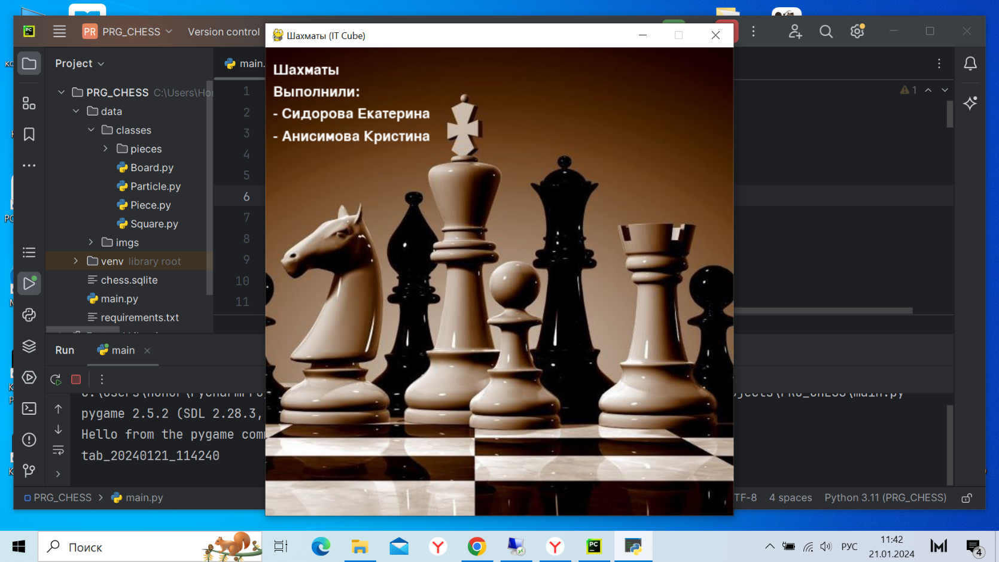 PC
PR PRG_CHESS
Version control
Шахматы (IT Cube)
Project
main.
PRG_CHESS C:\Users\Hon
data
classes
pieces
Board.py
Particle.py
Piece.py
Square.py
imgs
venv library root
chess.sqlite
main.py
requirements.txt
1
2
3
4
5
6
7
8
9
10
11
1
Шахматы
Выполнили:
- Сидорова Екатерина
- Анисимова Кристина
Run
main
pygame 2.5.2 (SDL 2.28.3,
Hello from the pygame com
tab_20240121_114240
PRG_CHESS > main.py
TF-8
4 spaces
Python 3.11 (PRG_CHESS)
Поиск
PC
РУС
11:42
21.01.2024
4